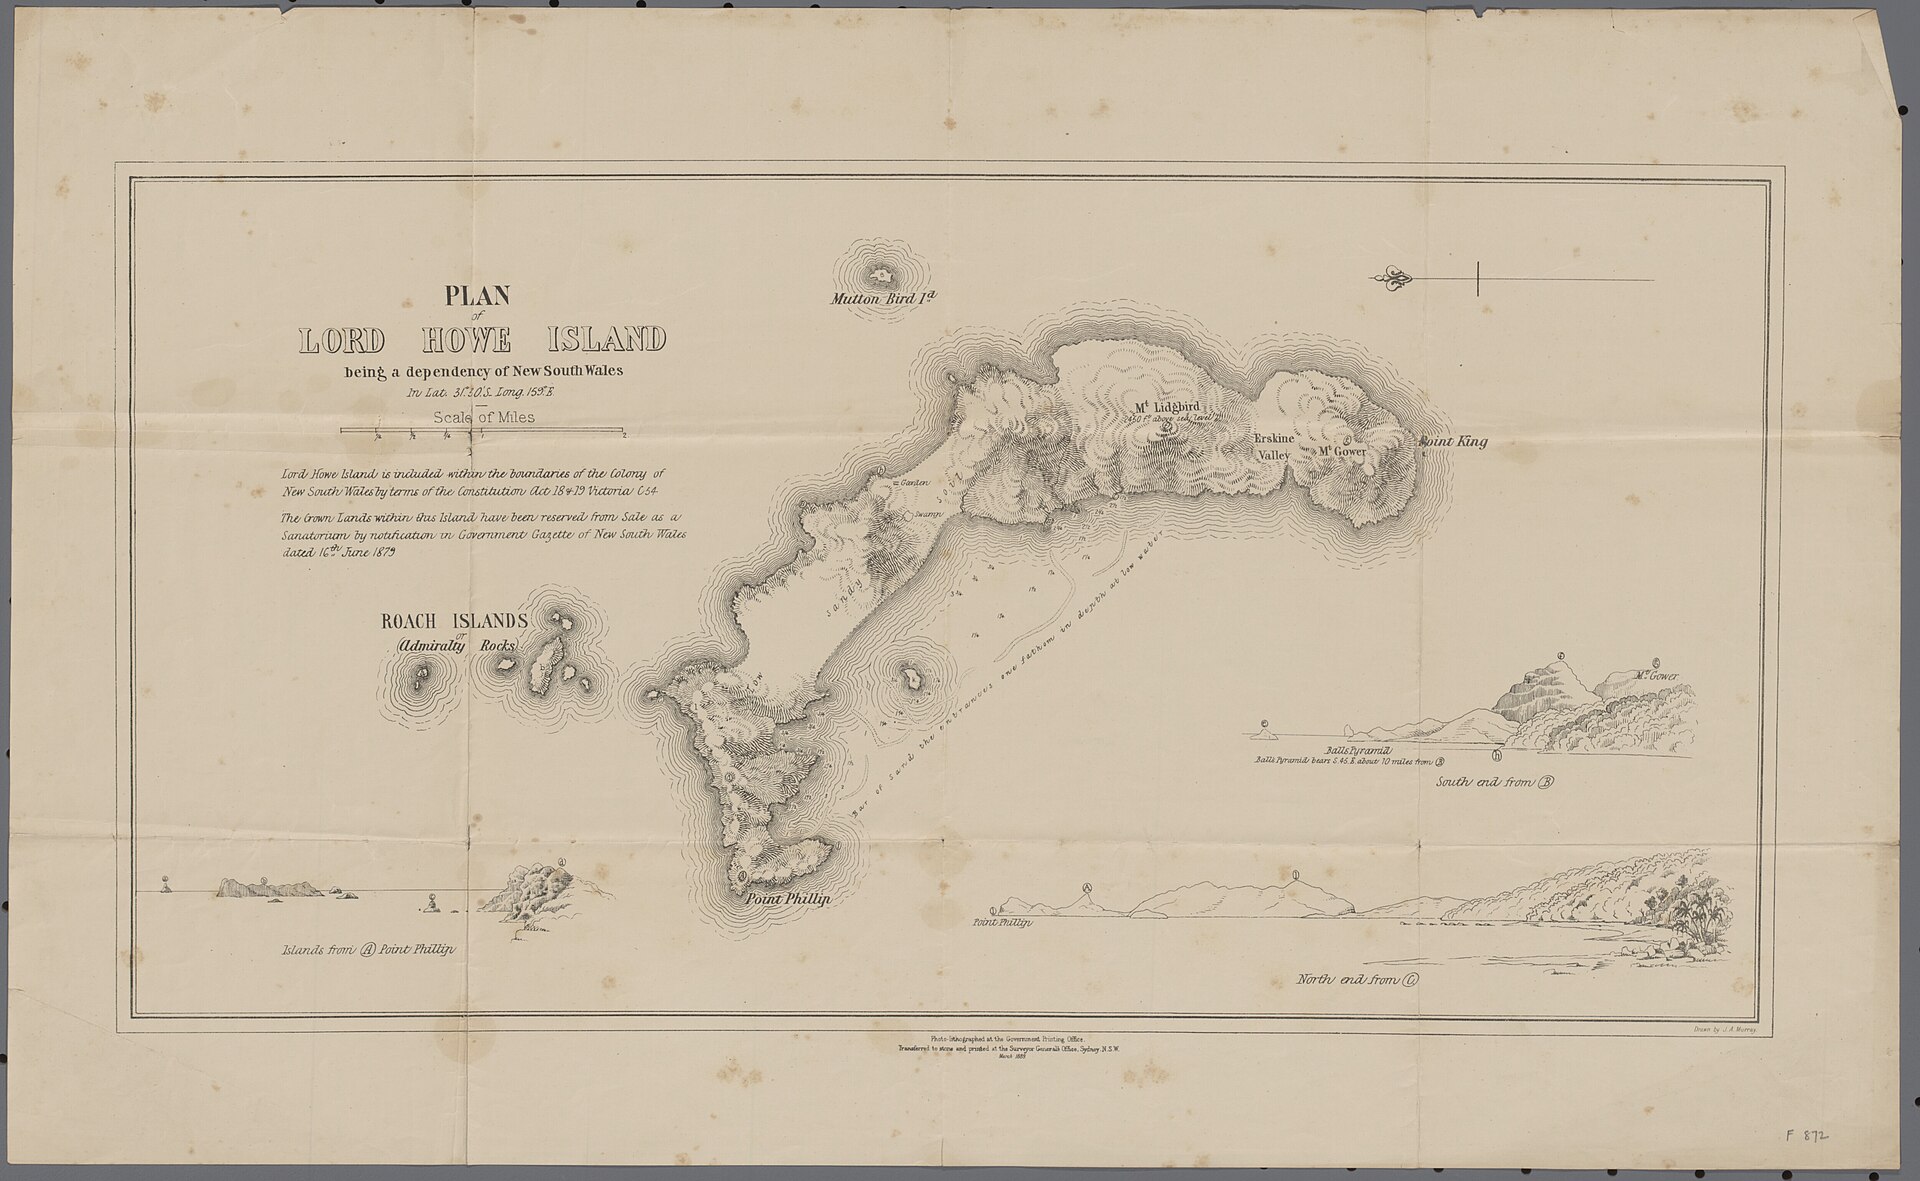 PLAN
of
LORD HOWE ISLAND
being a dependency of New South Wales
In Lat. 31°.30'S. Long. 159°.E.
Scale of Miles
Lord Howe Island is included within the boundaries of the Colony of
New South Wales by terms of the Constitution Act 18 & 19 Victoria C.54.
The Crown Lands within this Island have been reserved from Sale as a
Sanatorium by notification in Government Gazette of New South Wales
dated 16th June 1879
Mutton Bird Id
Mt Lidgbird
ft above sea level
Erskine
Valley
Mt Gower
Point King
Garden
Swamp
Soil
Sandy
Low
Bar of Sand the entrances one fathom in depth at low water
ROACH ISLANDS
or
(Admiralty Rocks)
Point Phillip
Mt Gower
Balls Pyramid
Balls Pyramid bears S.45.E. about 10 miles from B
South end from B
Islands from A Point Phillip
A
Point Phillip
North end from C
Drawn by J. A. Murray.
Photo-lithographed at the Government Printing Office.
Transferred to stone and printed at the Surveyor General's Office, Sydney. N.S.W.
F 872